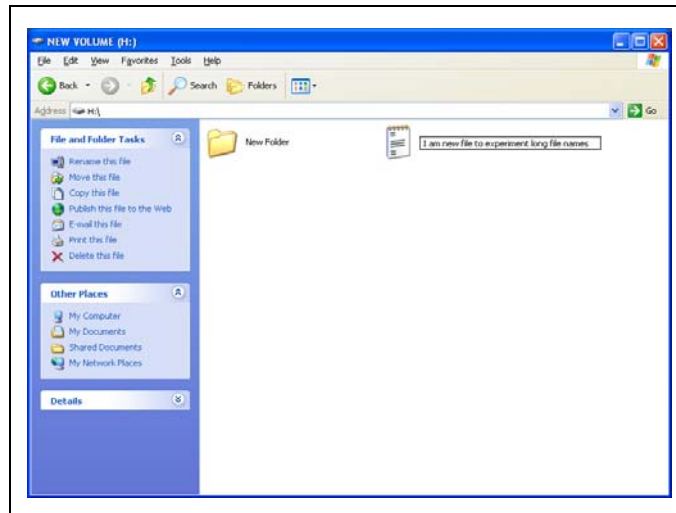 NEW VOLUME (H:)
File Edit View Favorites Tools Help
Back Search Folders
Address H:\ Go
File and Folder Tasks
Rename this file
Move this file
Copy this file
Publish this file to the Web
E-mail this file
Print this file
Delete this file
Other Places
My Computer
My Documents
Shared Documents
My Network Places
Details
New Folder
I am new file to experiment long file names